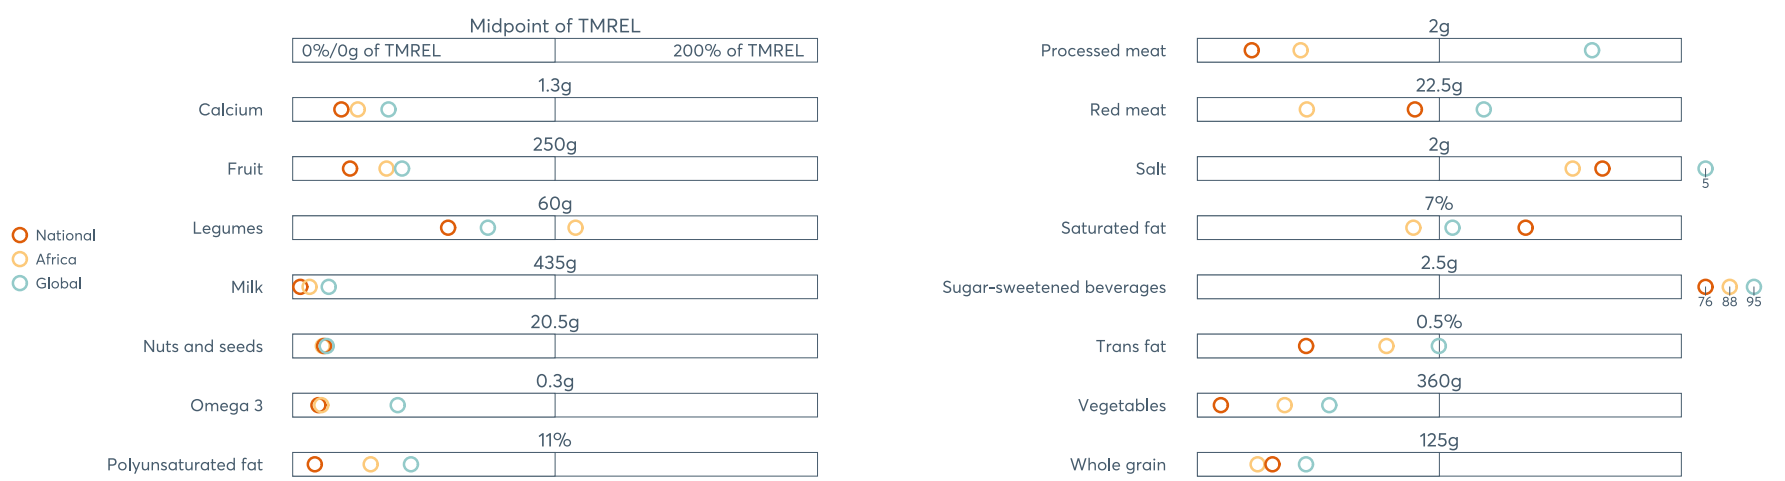 Midpoint of TMREL
0%/0g of TMREL 200% of TMREL
1.3g
Calcium
250g
Fruit
60g
Legumes
435g
Milk
20.5g
Nuts and seeds
0.3g
Omega 3
11%
Polyunsaturated fat
National
Africa
Global
2g
Processed meat
22.5g
Red meat
2g
Salt
5
7%
Saturated fat
2.5g
Sugar-sweetened beverages
76 88 95
0.5%
Trans fat
360g
Vegetables
125g
Whole grain